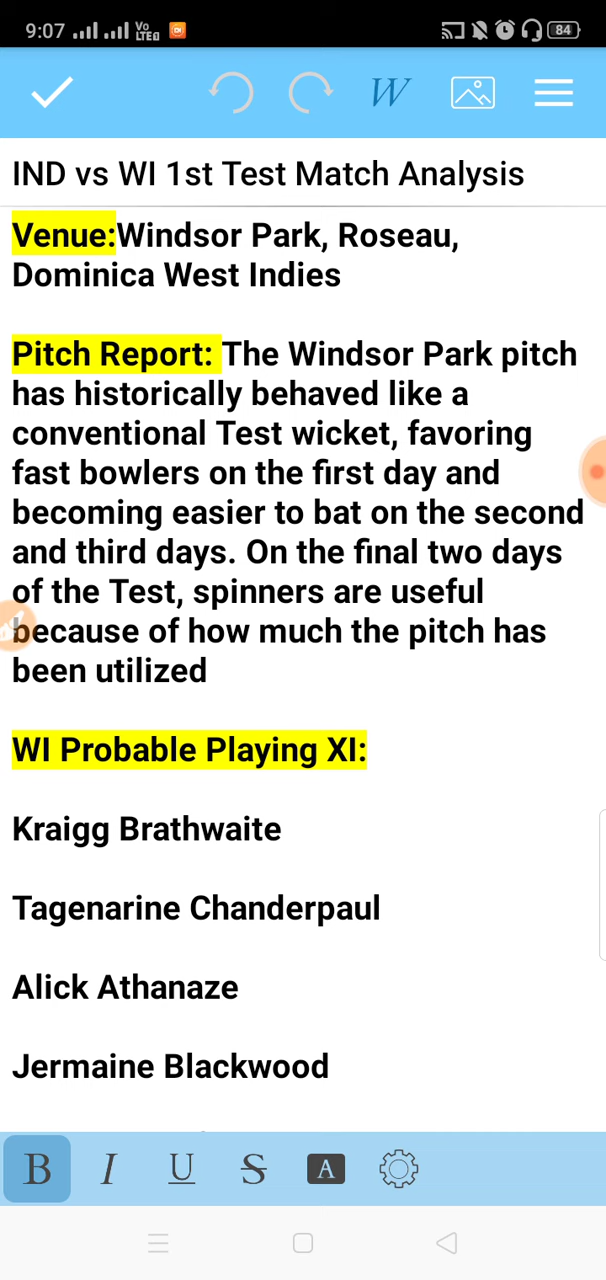 9:07 Vo LTE 84
W
IND vs WI 1st Test Match Analysis
Venue:Windsor Park, Roseau,
Dominica West Indies
Pitch Report: The Windsor Park pitch
has historically behaved like a
conventional Test wicket, favoring
fast bowlers on the first day and
becoming easier to bat on the second
and third days. On the final two days
of the Test, spinners are useful
because of how much the pitch has
been utilized
WI Probable Playing XI:
Kraigg Brathwaite
Tagenarine Chanderpaul
Alick Athanaze
Jermaine Blackwood
B I U S A